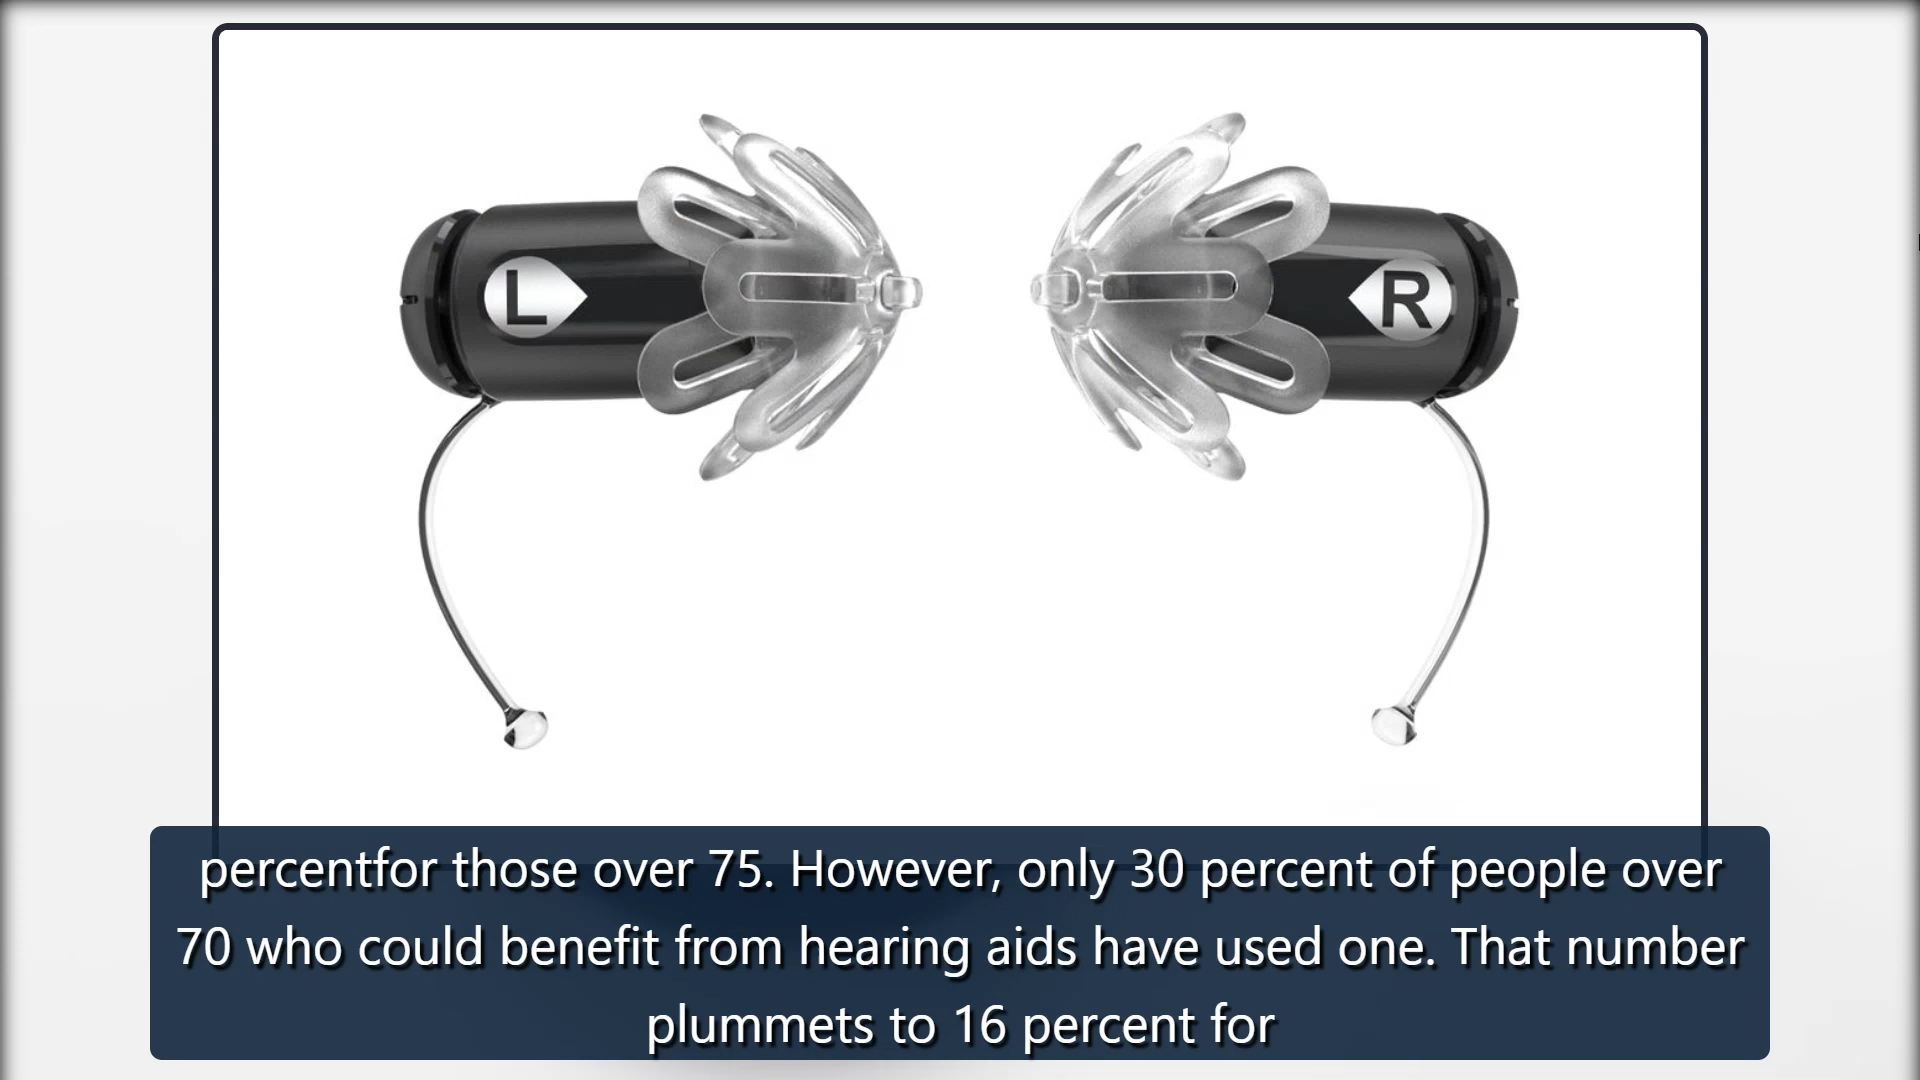 L
R
percentfor those over 75. However, only 30 percent of people over
70 who could benefit from hearing aids have used one. That number
plummets to 16 percent for